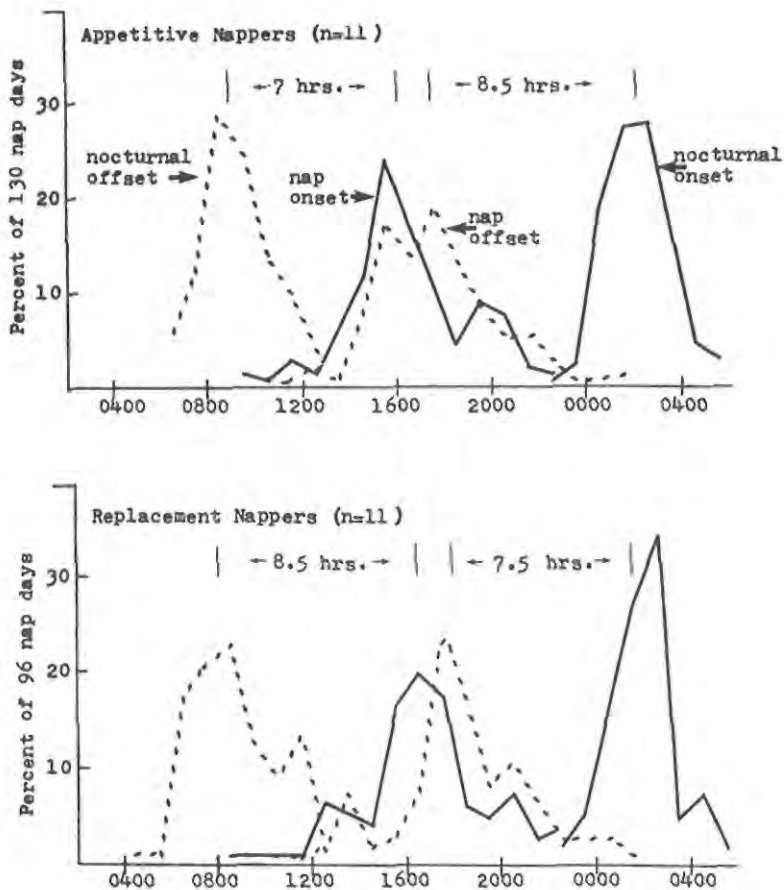 Appetitive Nappers (n=11)
←7 hrs.→
8.5 hrs.→
30
nocturnal
offset
nap
onset
nap
offset
nocturnal
onset
20
10
Percent of 130 nap days
0400 0800 1200 1600 2000 0000 0400
Replacement Nappers (n=11)
←8.5 hrs.→
←7.5 hrs.→
30
20
10
Percent of 96 nap days
0400 0800 1200 1600 2000 0000 0400